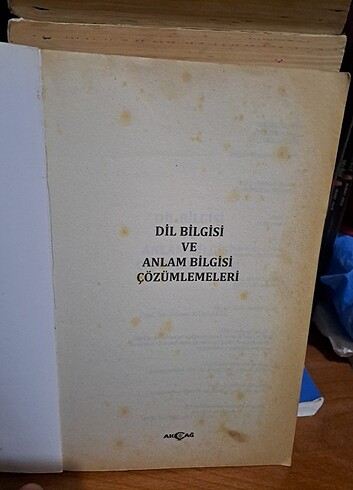 DİL BİLGİSİ
VE
ANLAM BİLGİSİ
ÇÖZÜMLEMELERİ
AKÇAĞ